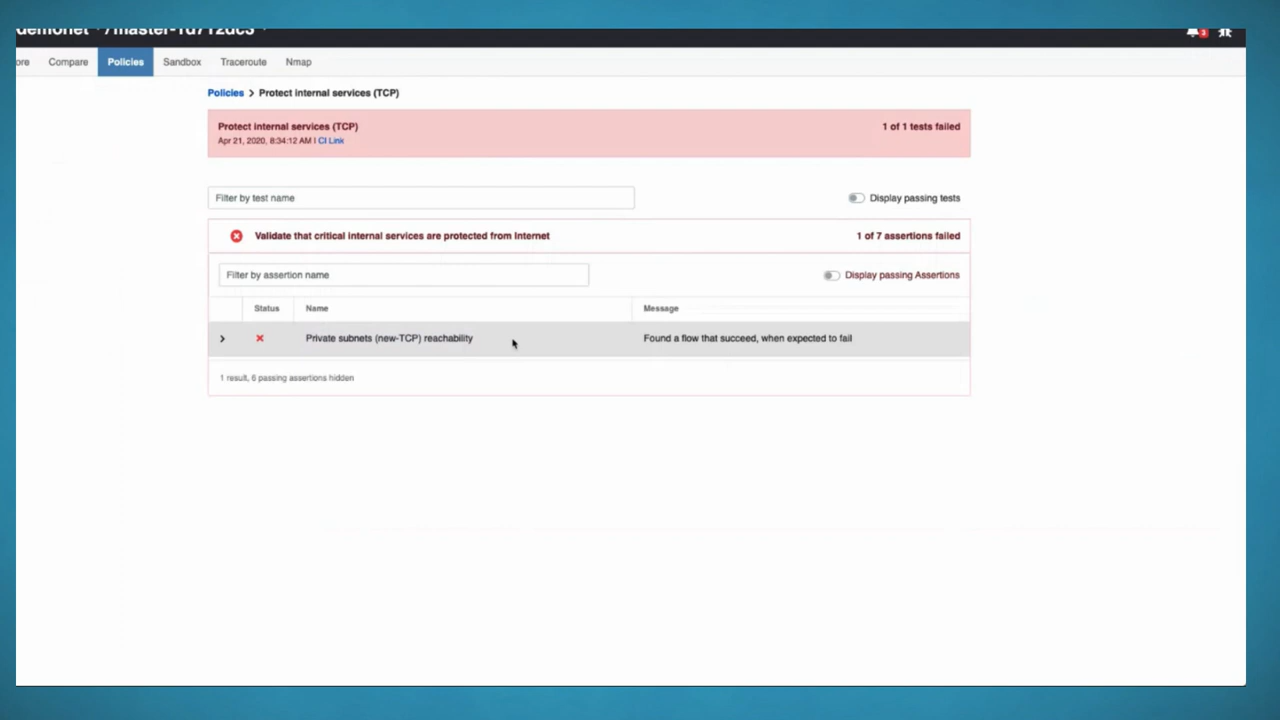 demonet /master-1d712dc3
3
ore Compare Policies Sandbox Traceroute Nmap
Policies > Protect internal services (TCP)
Protect internal services (TCP) 1 of 1 tests failed
Apr 21, 2020, 8:34:12 AM | CI Link
Filter by test name Display passing tests
Validate that critical internal services are protected from Internet 1 of 7 assertions failed
Filter by assertion name Display passing Assertions
Status Name Message
Private subnets (new-TCP) reachability Found a flow that succeed, when expected to fail
1 result, 6 passing assertions hidden